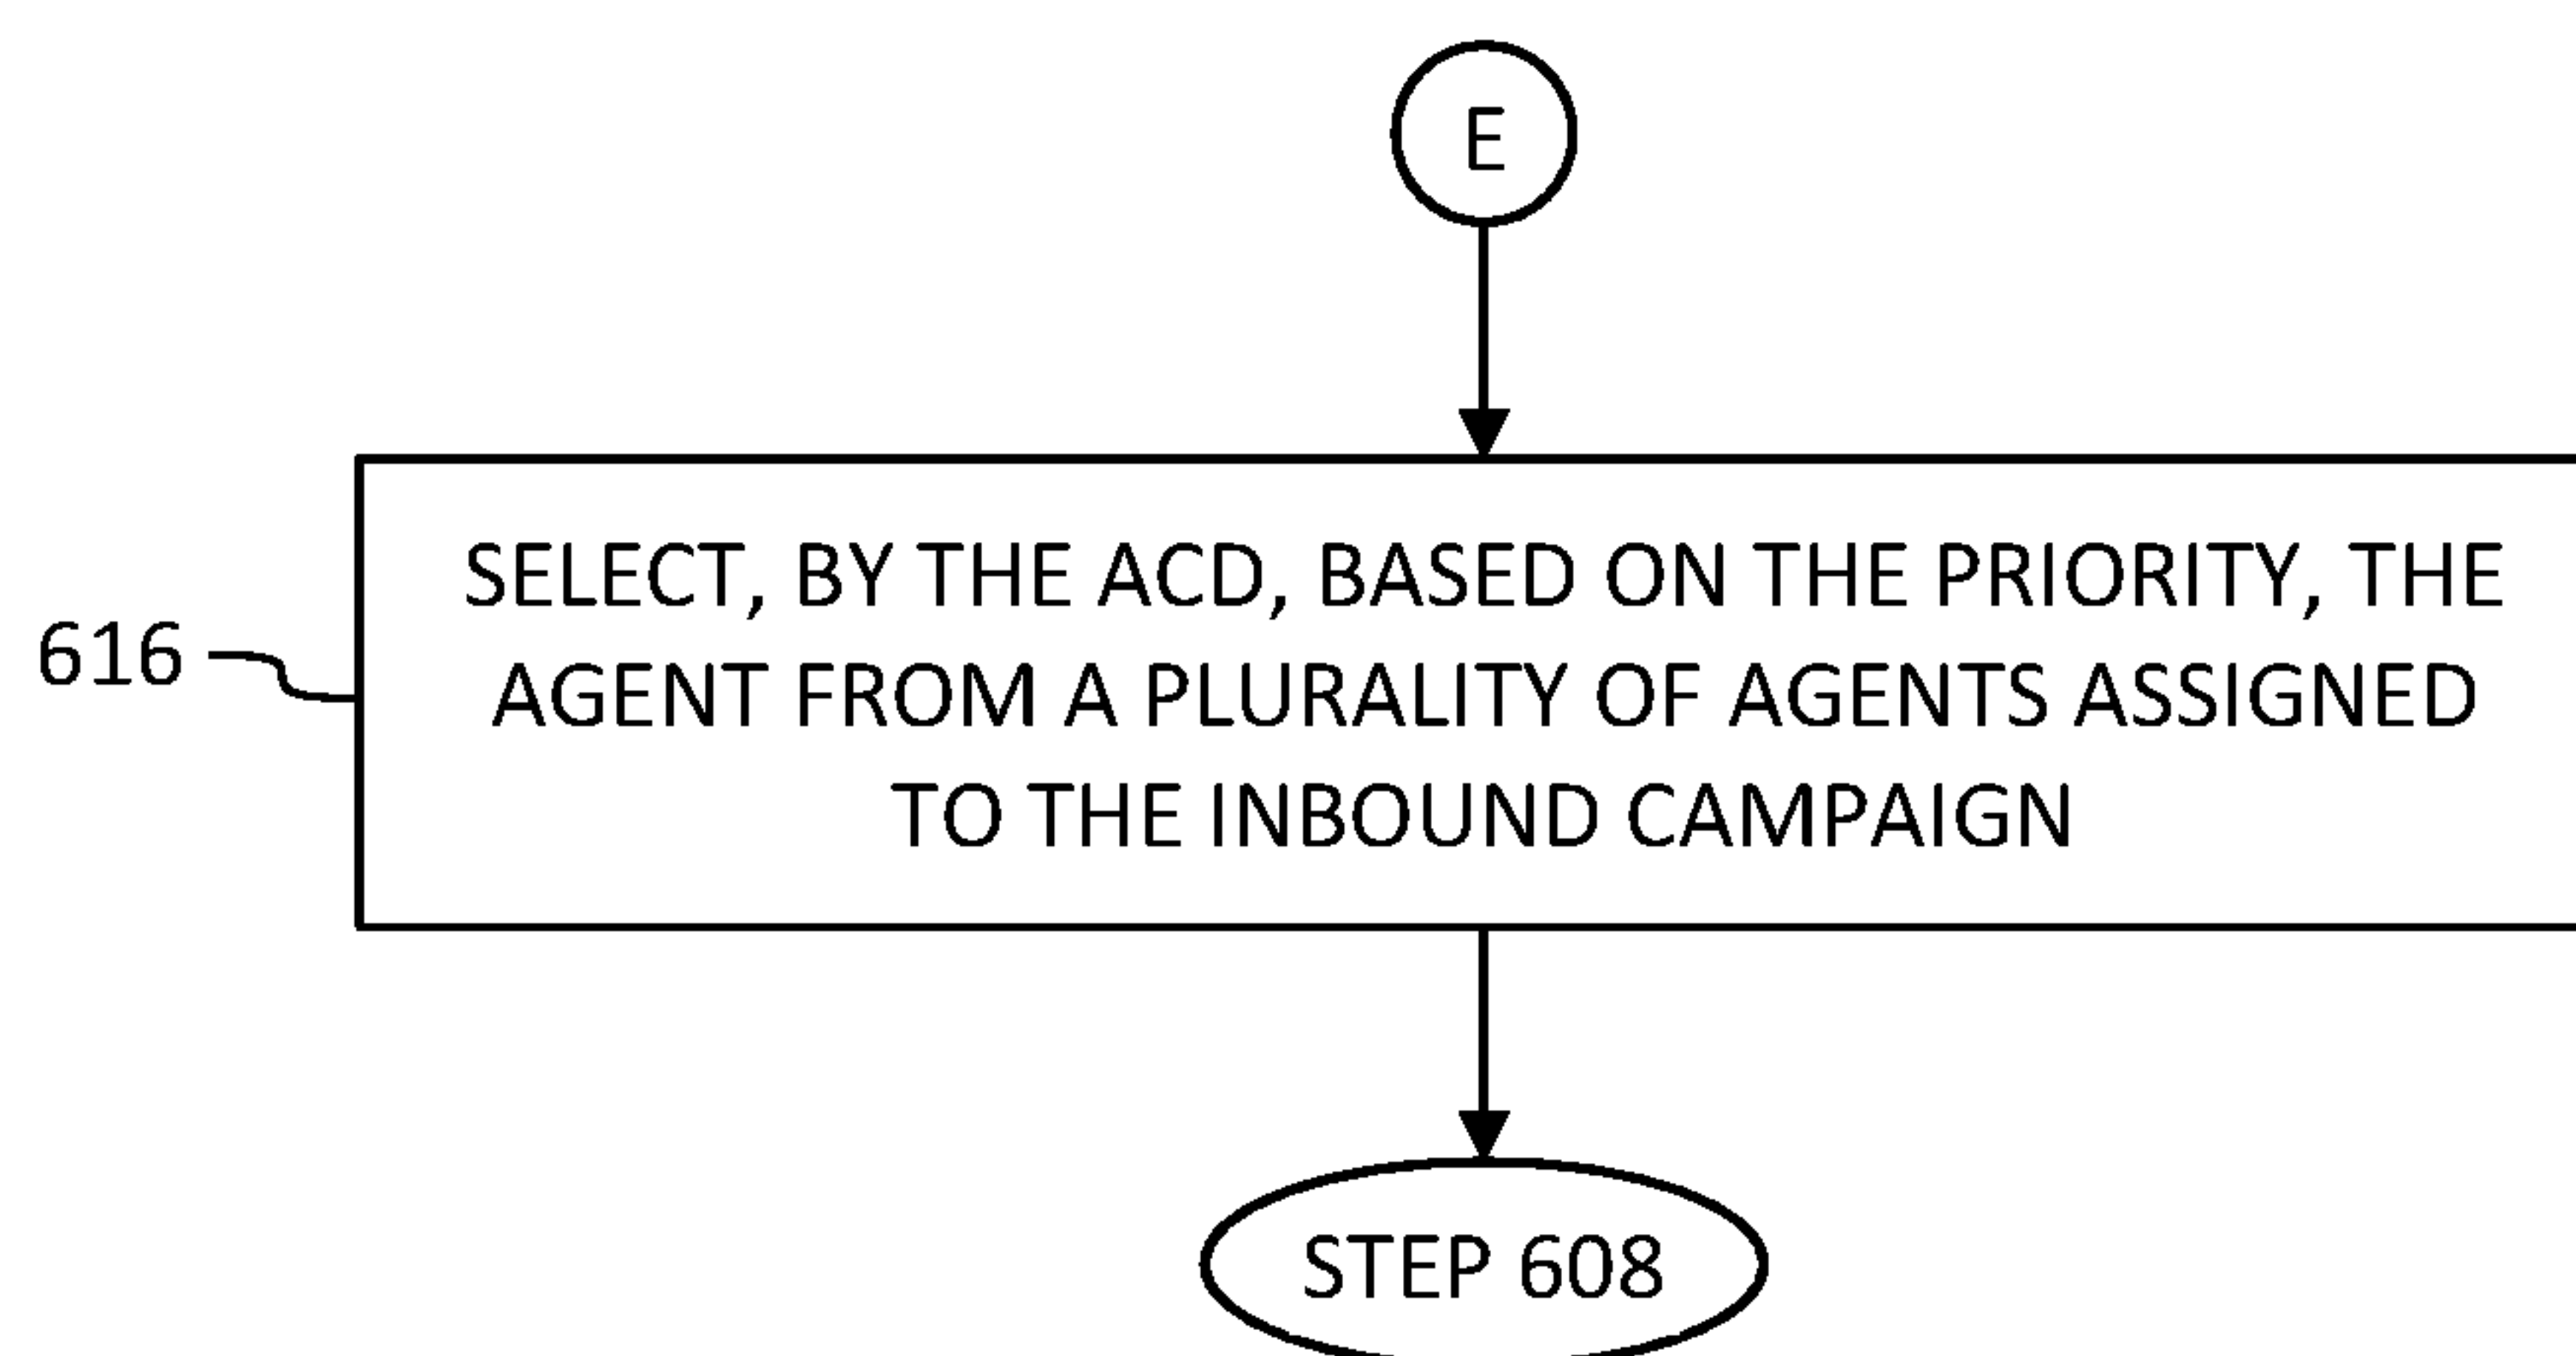 E
SELECT, BY THE ACD, BASED ON THE PRIORITY, THE
AGENT FROM A PLURALITY OF AGENTS ASSIGNED
TO THE INBOUND CAMPAIGN
616
STEP 608